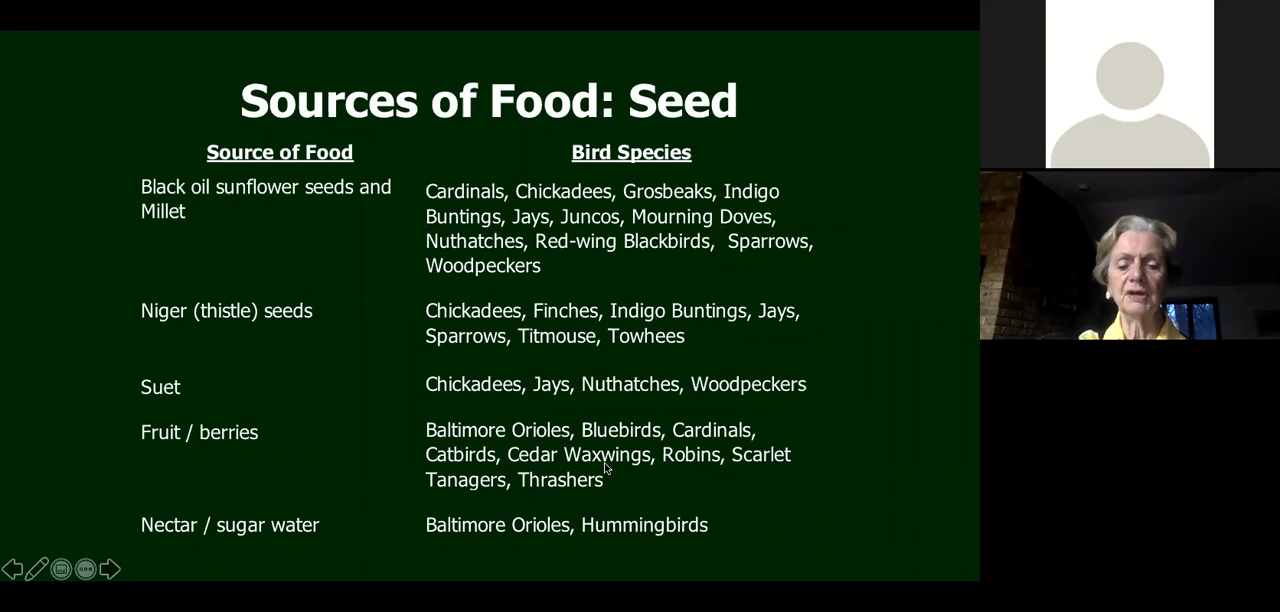 Sources of Food: Seed
Source of Food
Bird Species
Black oil sunflower seeds and
Millet
Cardinals, Chickadees, Grosbeaks, Indigo
Buntings, Jays, Juncos, Mourning Doves,
Nuthatches, Red-wing Blackbirds,  Sparrows,
Woodpeckers
Niger (thistle) seeds
Chickadees, Finches, Indigo Buntings, Jays,
Sparrows, Titmouse, Towhees
Suet
Chickadees, Jays, Nuthatches, Woodpeckers
Fruit / berries
Baltimore Orioles, Bluebirds, Cardinals,
Catbirds, Cedar Waxwings, Robins, Scarlet
Tanagers, Thrashers
Nectar / sugar water
Baltimore Orioles, Hummingbirds